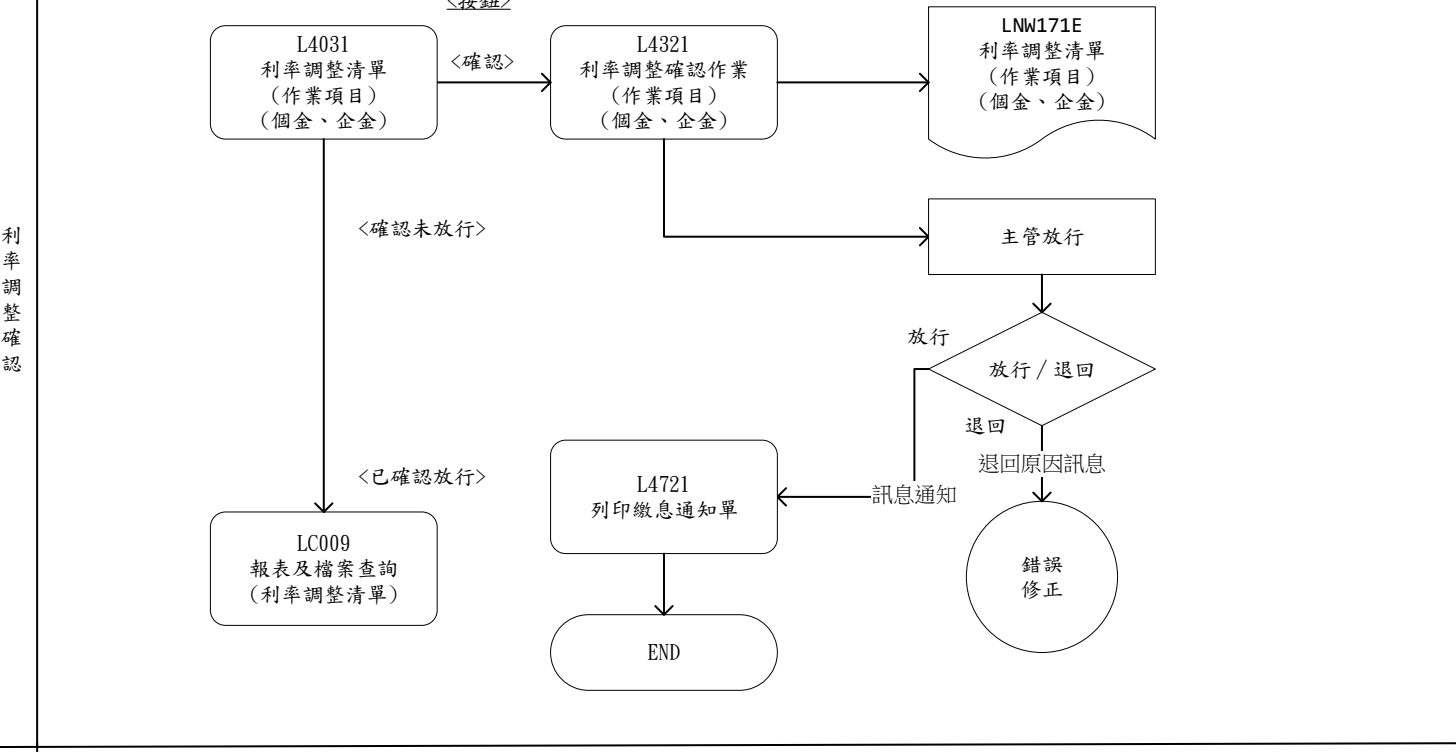 <按鈕>
L4031
利率調整清單
(作業項目)
(個金、企金)
<確認>
L4321
利率調整確認作業
(作業項目)
(個金、企金)
LNW171E
利率調整清單
(作業項目)
(個金、企金)
<確認未放行>
主管放行
利率調整確認
放行
放行/退回
退回
退回原因訊息
<已確認放行>
L4721
列印繳息通知單
訊息通知
LC009
報表及檔案查詢
(利率調整清單)
錯誤
修正
END